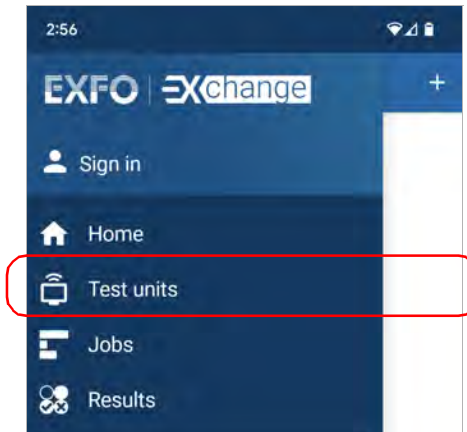 2:56
EXFO | EXchange
+
Sign in
Home
Test units
Jobs
Results